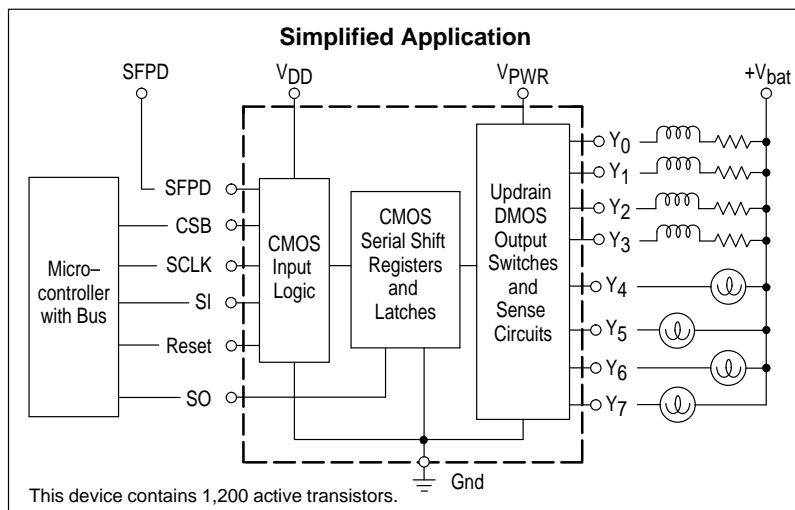 Simplified Application
SFPD
VDD
VPWR
+Vbat
SFPD
CSB
SCLK
SI
Reset
SO
Micro–
controller
with Bus
CMOS
Input
Logic
CMOS
Serial Shift
Registers
and
Latches
Updrain
DMOS
Output
Switches
and
Sense
Circuits
Y0
Y1
Y2
Y3
Y4
Y5
Y6
Y7
Gnd
This device contains 1,200 active transistors.